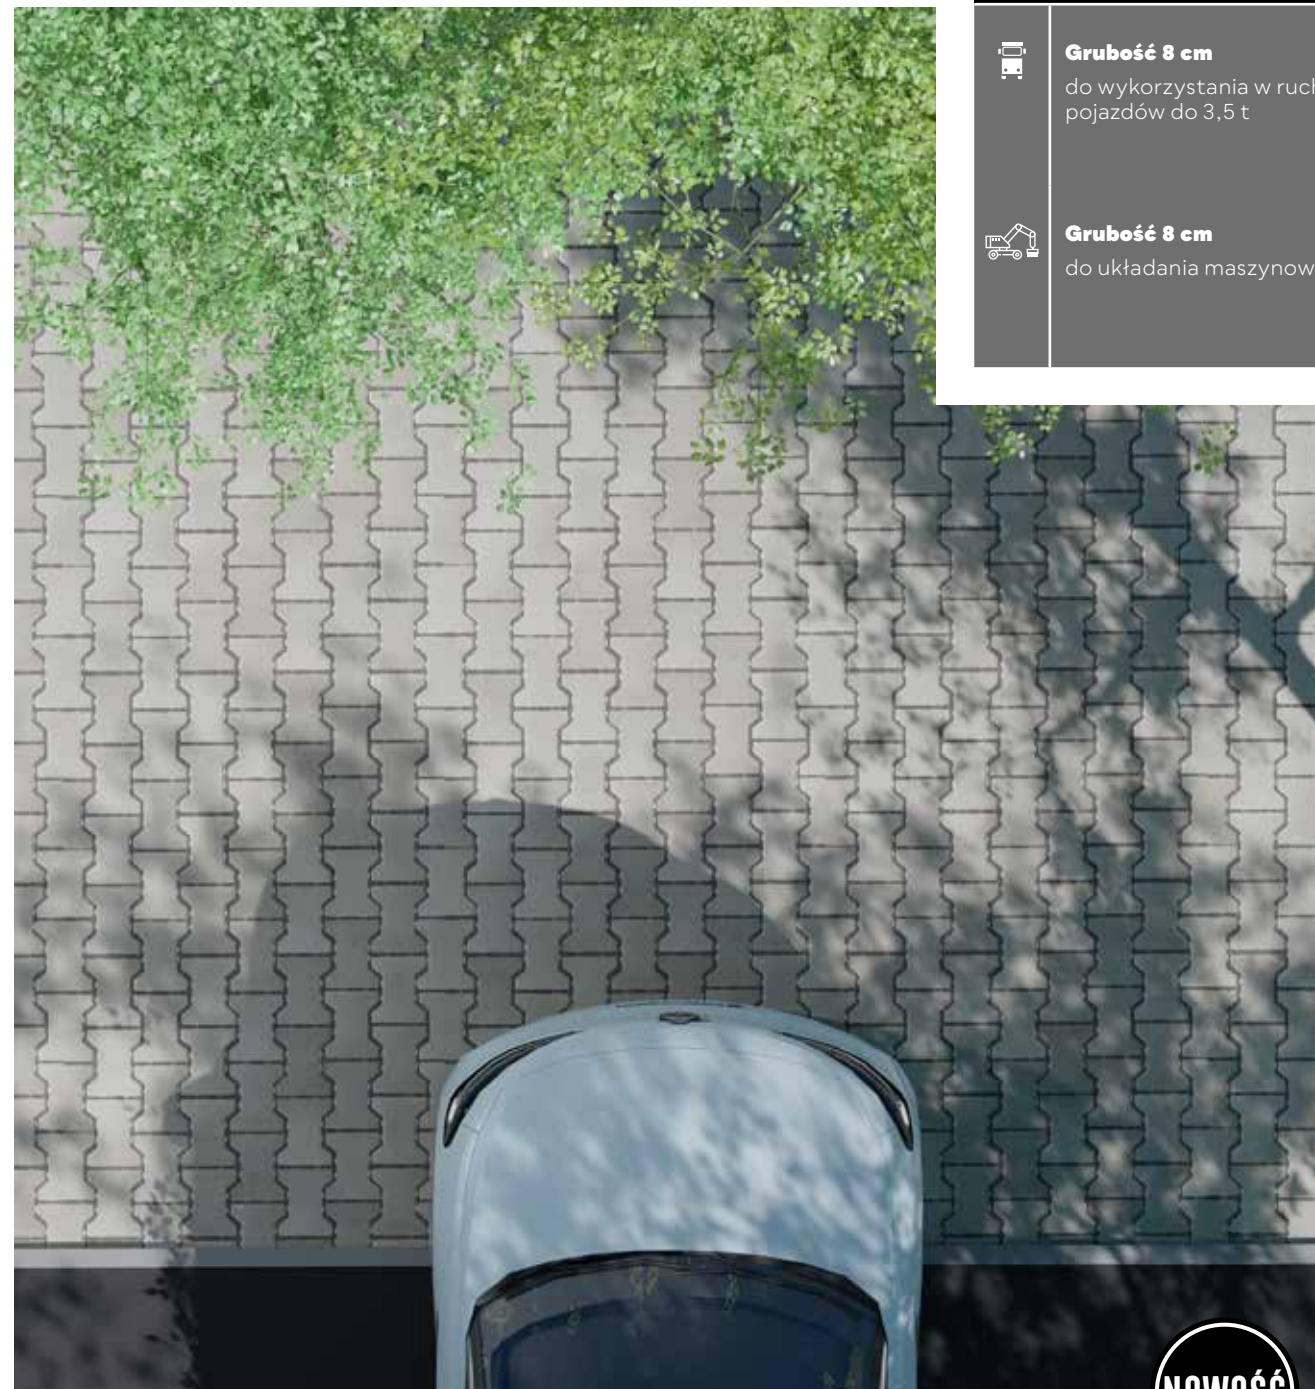 Grubość 8 cm
do wykorzystania w ruch
pojazdów do 3,5 t
Grubość 8 cm
do układania maszynow
NOWOŚĆ